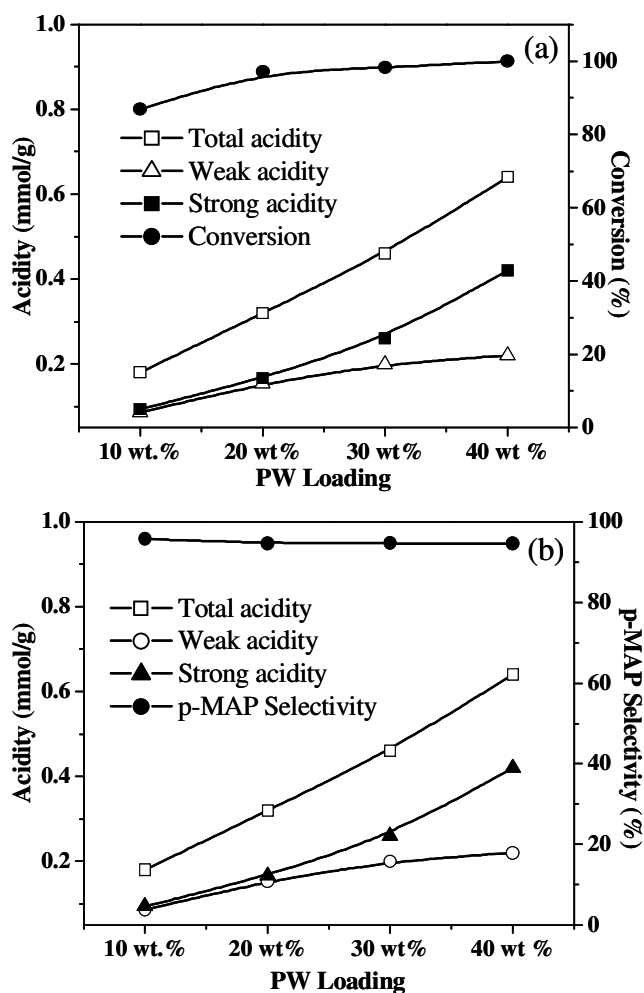 1.0
0.8
0.6
0.4
0.2
Acidity (mmol/g)
(a)
Total acidity
Weak acidity
Strong acidity
Conversion
100
80
60
40
20
0
Conversion (%)
10 wt.% 20 wt% 30 wt% 40 wt %
PW Loading
1.0
0.8
0.6
0.4
0.2
Acidity (mmol/g)
(b)
Total acidity
Weak acidity
Strong acidity
p-MAP Selectivity
100
80
60
40
20
0
p-MAP Selectivity (%)
10 wt.% 20 wt% 30 wt% 40 wt %
PW Loading